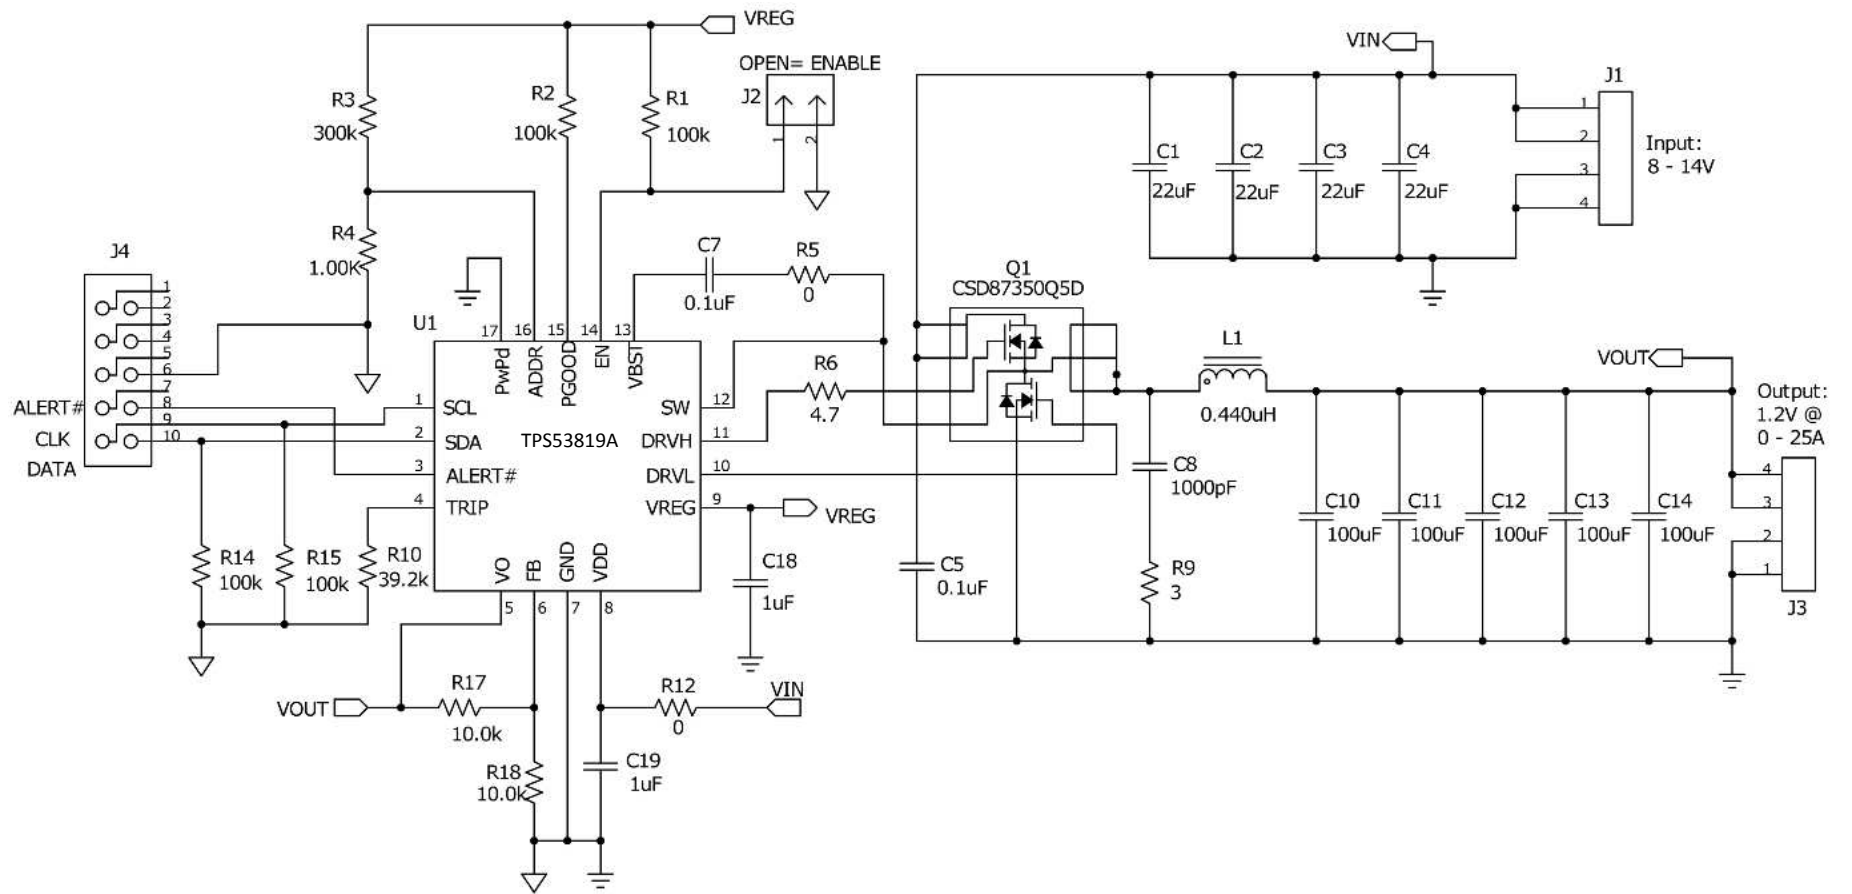 VREG
OPEN= ENABLE
J2
1
2
R3
300k
R2
100k
R1
100k
VIN
J1
1
2
3
4
Input:
8 - 14V
C1
22uF
C2
22uF
C3
22uF
C4
22uF
R4
1.00K
J4
1
2
3
4
5
6
7
8
9
10
ALERT#
CLK
DATA
C7
0.1uF
R5
0
Q1
CSD87350Q5D
U1
17
16
15
14
13
PwPd
ADDR
PGOOD
EN
VBST
1
SCL
2
SDA
3
ALERT#
4
TRIP
TPS53819A
SW
12
DRVH
11
DRVL
10
VREG
9
VO
FB
GND
VDD
5
6
7
8
R6
4.7
L1
0.440uH
VOUT
Output:
1.2V @
0 - 25A
4
3
2
1
J3
C8
1000pF
R9
3
C10
100uF
C11
100uF
C12
100uF
C13
100uF
C14
100uF
VREG
C18
1uF
C5
0.1uF
R14
100k
R15
100k
R10
39.2k
VOUT
R17
10.0k
R12
0
VIN
R18
10.0k
C19
1uF